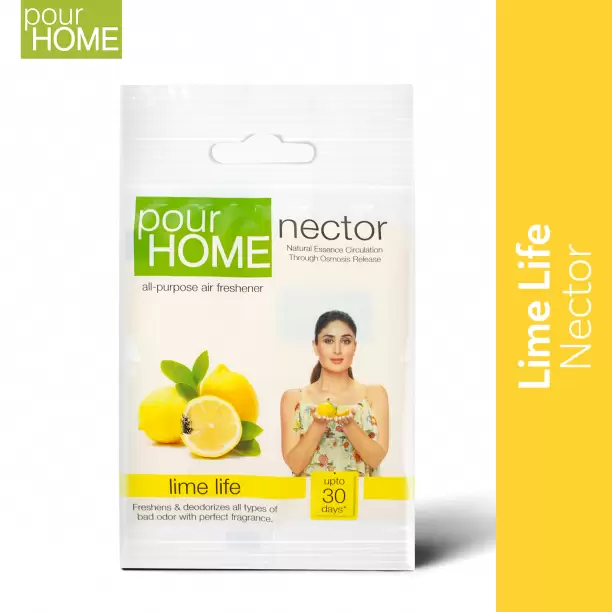 pour
HOME
pour
HOME
nector
Natural Essence Circulation
Through Osmosis Release
all-purpose air freshener
lime life
Freshens & deodorizes all types of
bad odor with perfect fragrance.
upto
30
days*
Lime Life
Nector